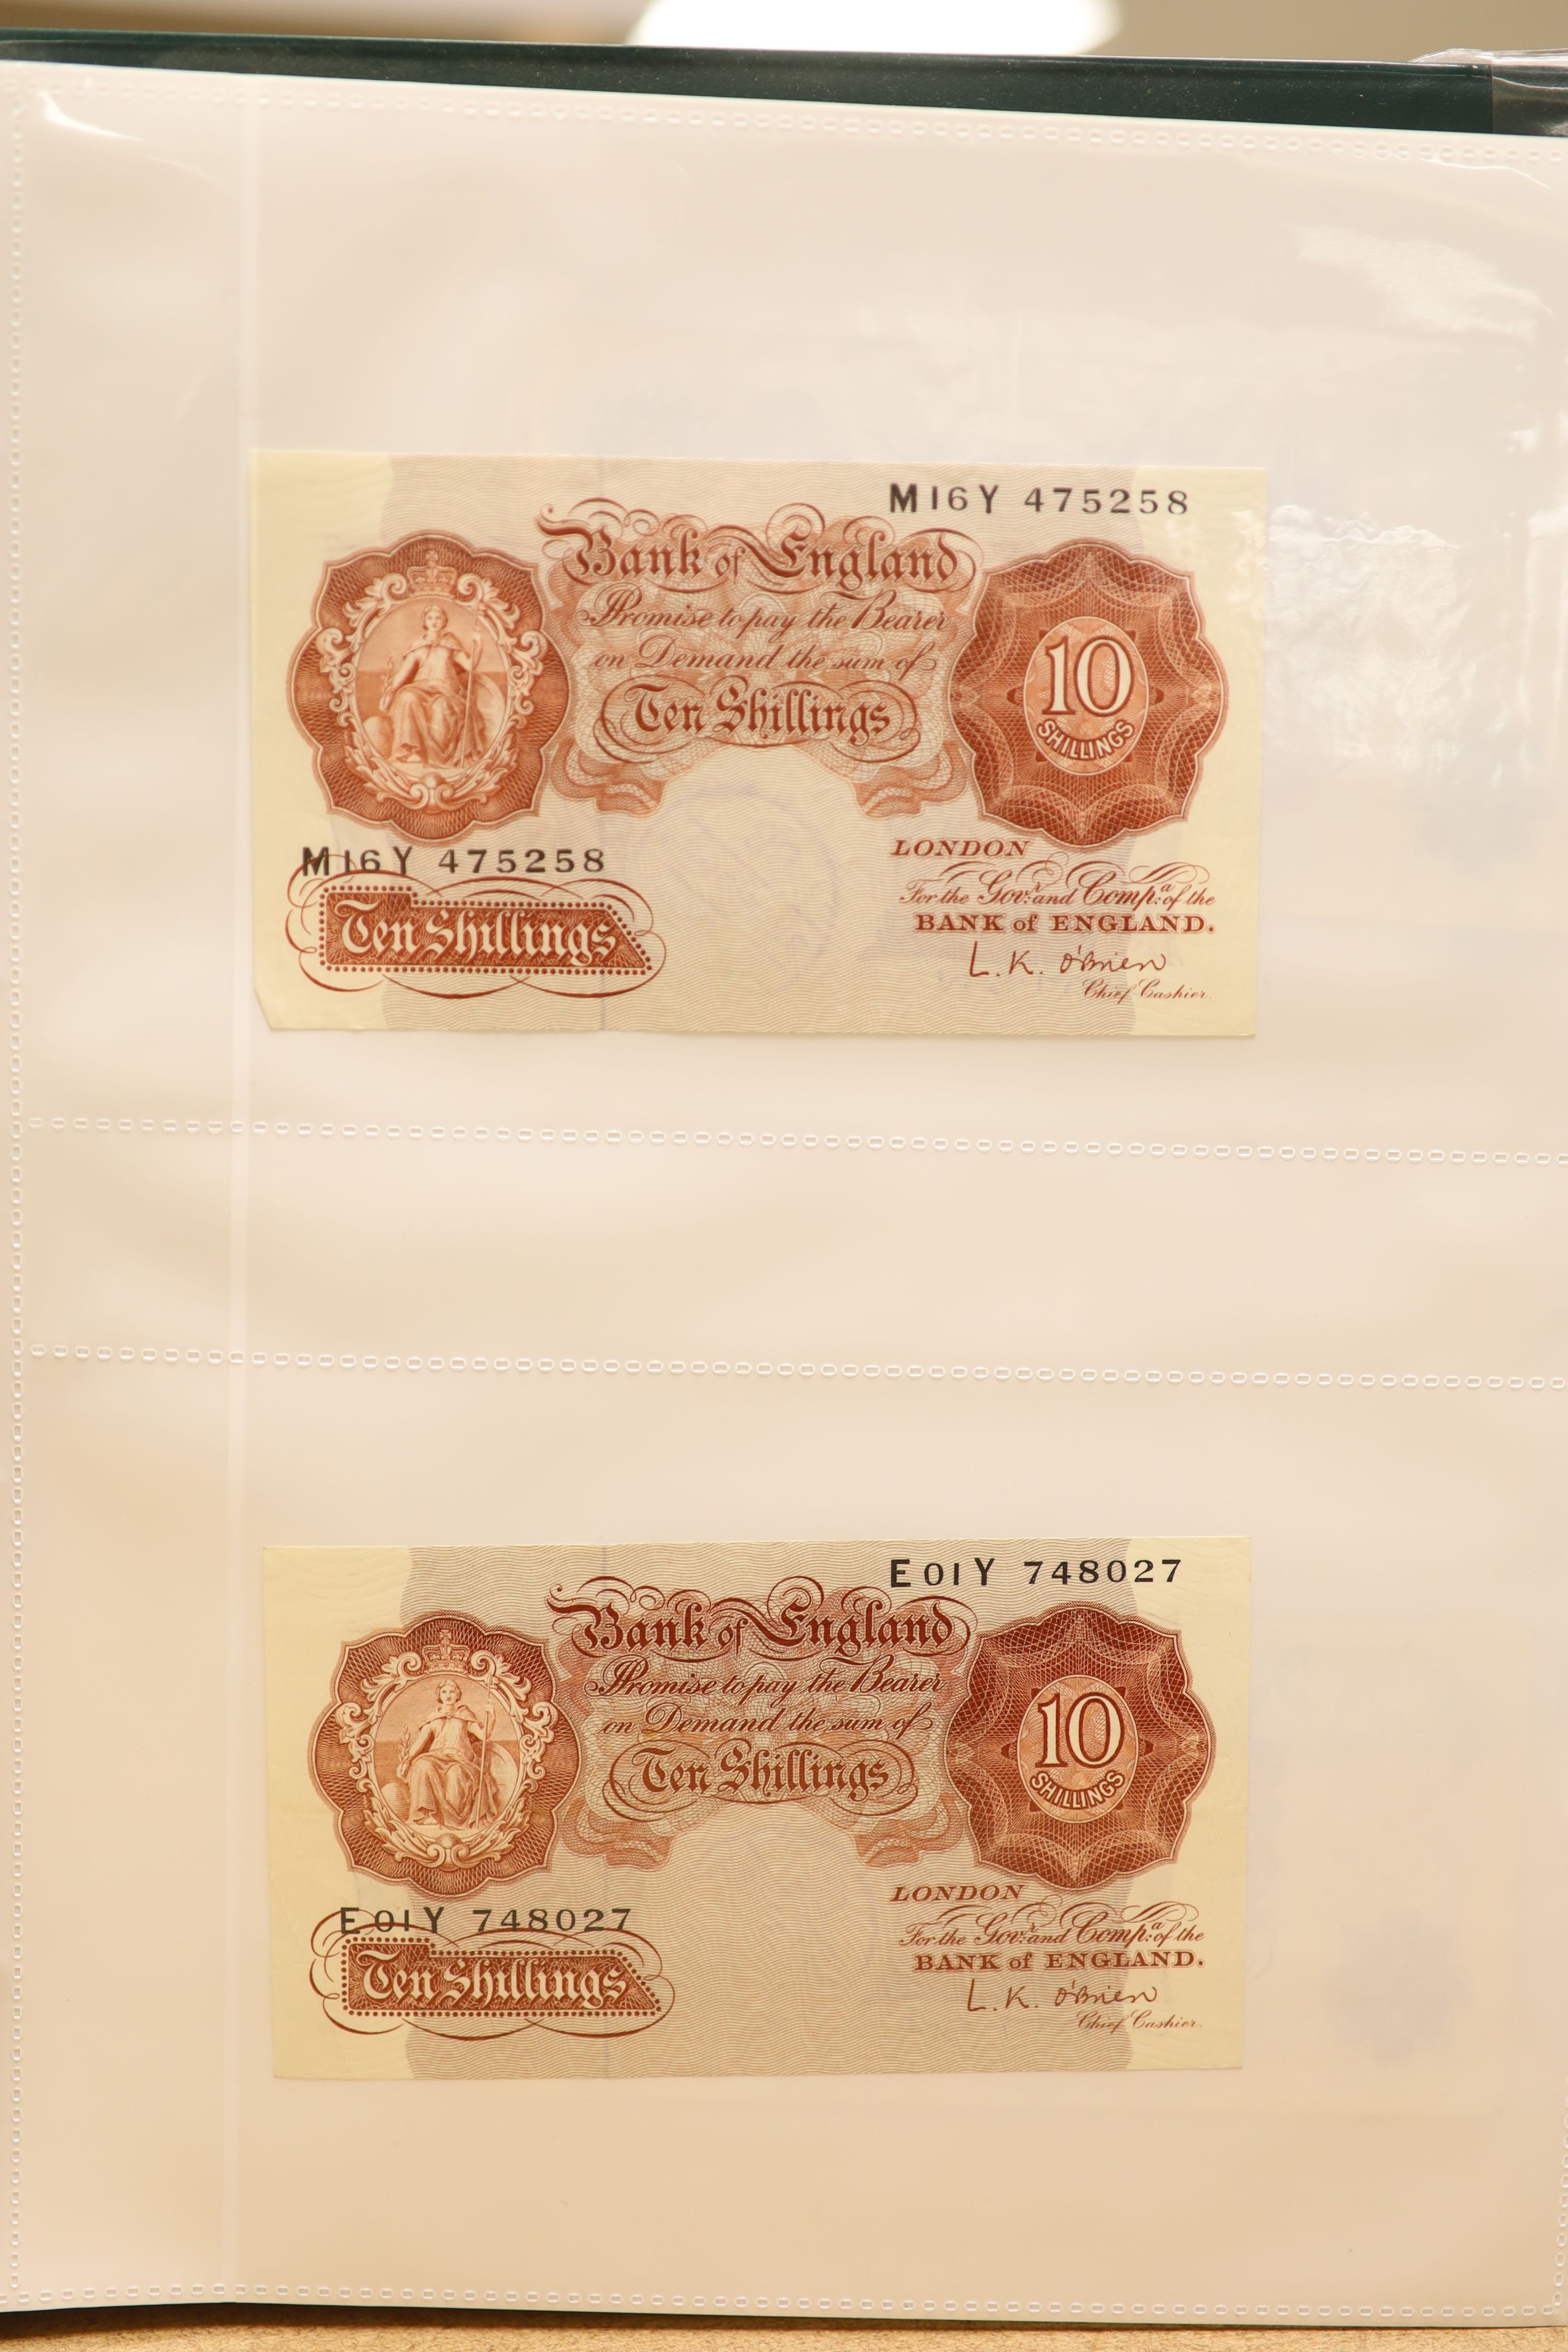 M16Y 475258
Bank of England
Promise to pay the Bearer
on Demand the sum of
Ten Shillings
10
SHILLINGS
M16Y 475258
Ten Shillings
LONDON
For the Govr. and Compa. of the
BANK of ENGLAND.
L.K. O'Brien
Chief Cashier.
E01Y 748027
Bank of England
Promise to pay the Bearer
on Demand the sum of
Ten Shillings
10
SHILLINGS
E01Y 748027
Ten Shillings
LONDON
For the Govr. and Compa. of the
BANK of ENGLAND.
L.K. O'Brien
Chief Cashier.